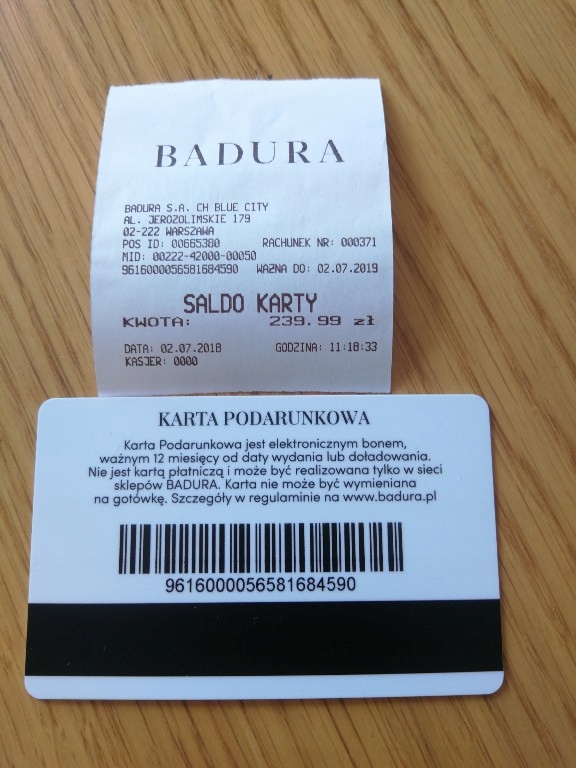 BADURA
BADURA S.A. CH BLUE CITY
AL. JEROZOLIMSKIE 179
02-222 WARSZAWA
POS ID: 00665380 RACHUNEK NR: 000371
MID: 00222-42000-00050
9616000056581684590 WAŻNA DO: 02.07.2019
SALDO KARTY
KWOTA: 239.99 zł
DATA: 02.07.2018 GODZINA: 11:18:33
KASJER: 0000
KARTA PODARUNKOWA
Karta Podarunkowa jest elektronicznym bonem,
ważnym 12 miesięcy od daty wydania lub doładowania.
Nie jest kartą płatniczą i może być realizowana tylko w sieci
sklepów BADURA. Karta nie może być wymieniana
na gotówkę. Szczegóły w regulaminie na www.badura.pl
9616000056581684590